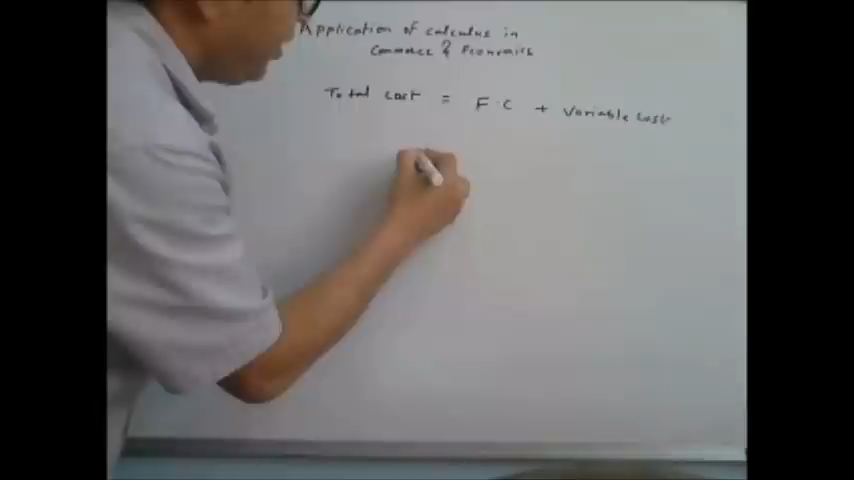 Application of calculus in
Commerce & Economics
Total cost = F.C + Variable cost